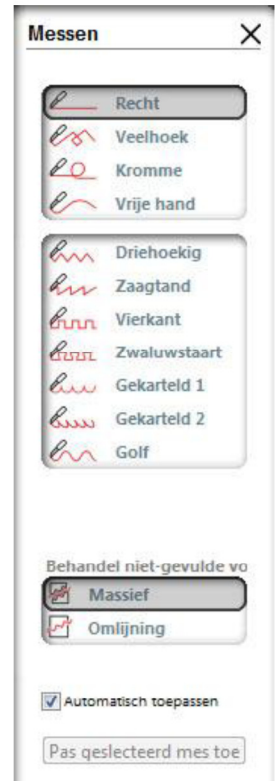 Messen
Recht
Veelhoek
Kromme
Vrije hand
Driehoekig
Zaagtand
Vierkant
Zwaluwstaart
Gekarteld 1
Gekarteld 2
Golf
Behandel niet-gevulde vo
Massief
Omlijning
Automatisch toepassen
Pas geslecteerd mes toe